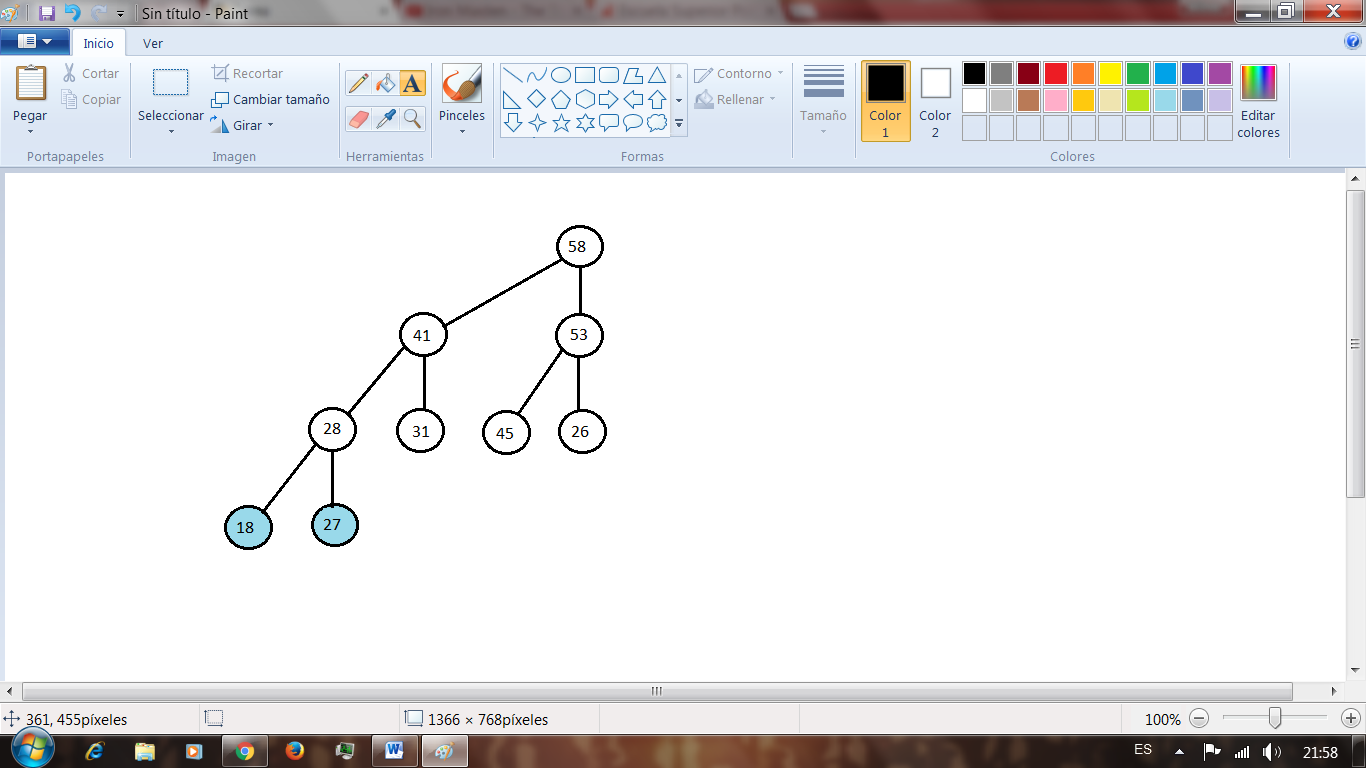 Sin título - Paint
Inicio Ver
Pegar
Cortar
Copiar
Portapapeles
Seleccionar
Recortar
Cambiar tamaño
Girar
Imagen
A
Herramientas
Pinceles
Contorno
Rellenar
Formas
Tamaño
Color 1
Color 2
Editar colores
Colores
58
41 53
28 31 45 26
18 27
361, 455píxeles 1366 × 768píxeles 100%
W ES 21:58